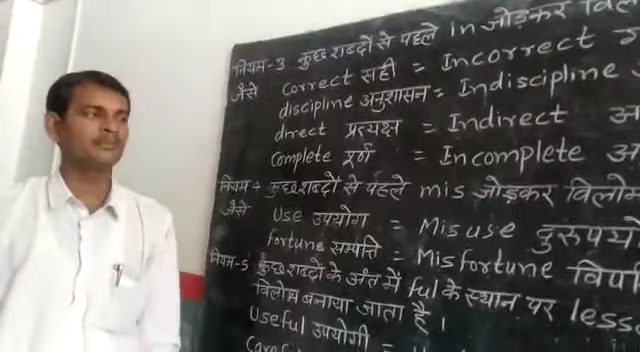 नियम-3 कुछ शब्दों से पहले in जोड़कर
जैसे correct सही = Incorrect
discipline अनुशासन = Indiscipline
direct प्रत्यक्ष = Indirect
complete पूर्ण = Incomplete
नियम 4 कुछ शब्दों से पहले mis जोड़कर विलोम
जैसे use उपयोग = Misuse दुरूपयो
fortune सम्पत्ति = Misfortune
नियम-5 कुछ शब्दों के अंत में ful के स्थान पर less
विलोम बनाया जाता है।
Useful उपयोगी =